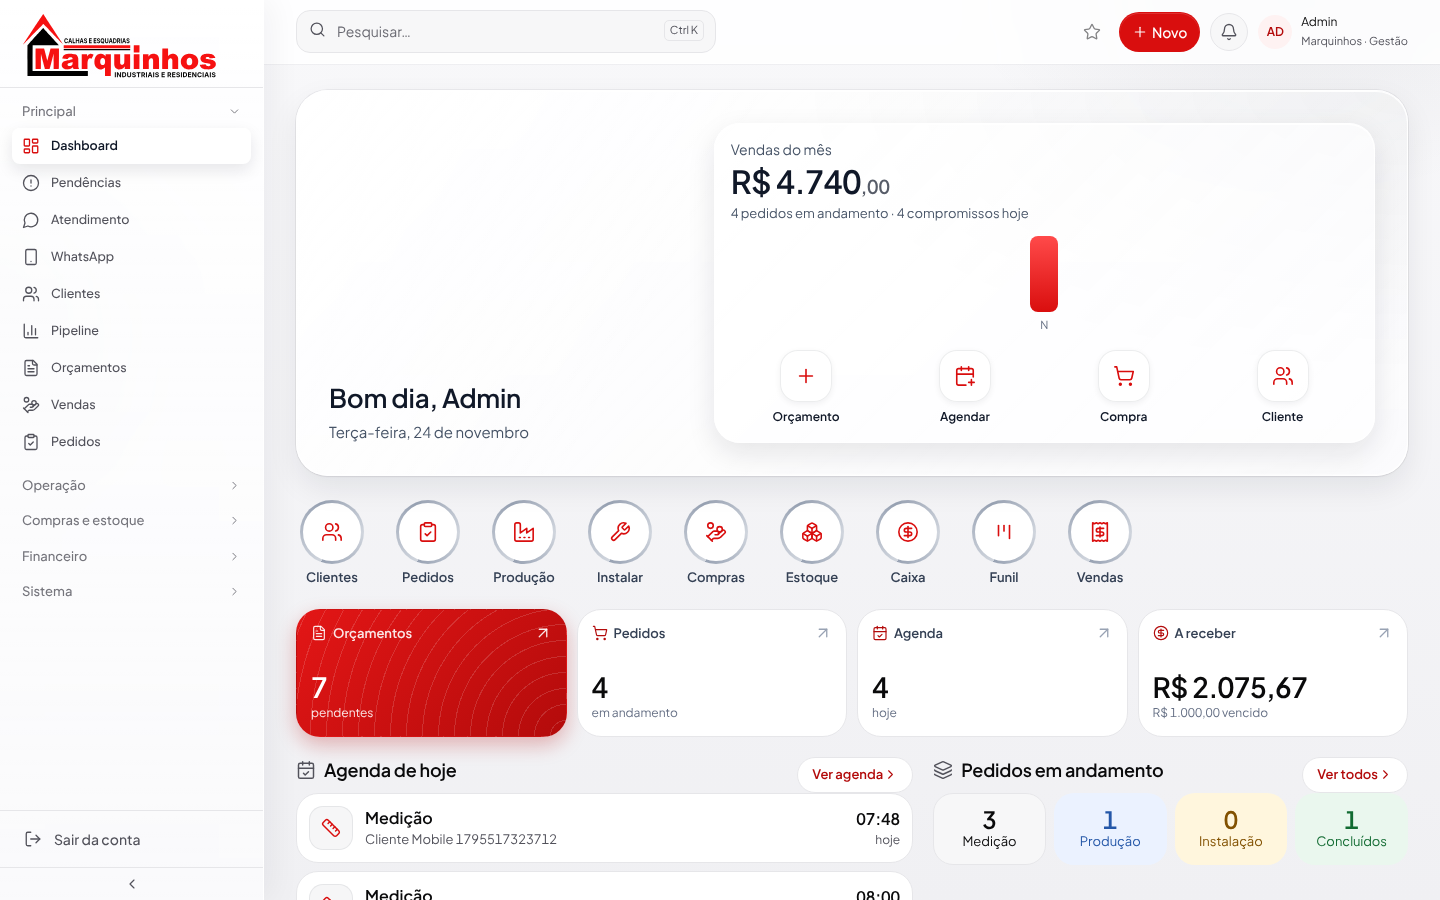 CALHAS E ESQUADRIAS
Marquinhos
INDUSTRIAIS E RESIDENCIAIS
Principal
Dashboard
Pendências
Atendimento
WhatsApp
Clientes
Pipeline
Orçamentos
Vendas
Pedidos
Operação
Compras e estoque
Financeiro
Sistema
Sair da conta
Pesquisar...
Ctrl K
Novo
AD
Admin
Marquinhos · Gestão
Bom dia, Admin
Terça-feira, 24 de novembro
Vendas do mês
R$ 4.740,00
4 pedidos em andamento · 4 compromissos hoje
N
Orçamento
Agendar
Compra
Cliente
Clientes
Pedidos
Produção
Instalar
Compras
Estoque
Caixa
Funil
Vendas
Orçamentos
7
pendentes
Pedidos
4
em andamento
Agenda
4
hoje
A receber
R$ 2.075,67
R$ 1.000,00 vencido
Agenda de hoje
Ver agenda
Medição
07:48
Cliente Mobile 1795517323712
hoje
Medição
08:00
Pedidos em andamento
Ver todos
3
Medição
1
Produção
0
Instalação
1
Concluídos